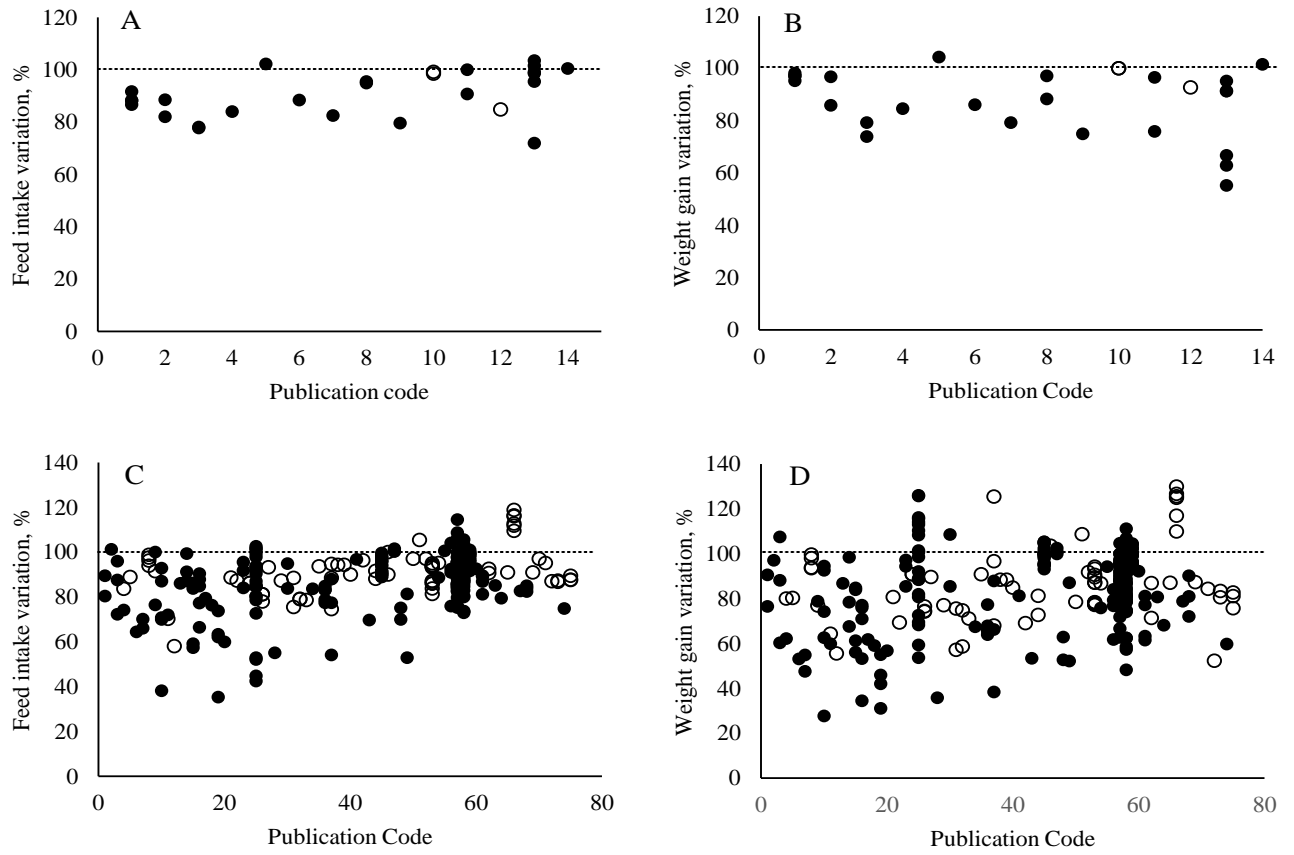 A
Feed intake variation, %
120
100
80
60
40
20
0
0 2 4 6 8 10 12 14
Publication code
B
Weight gain variation, %
120
100
80
60
40
20
0
0 2 4 6 8 10 12 14
Publication Code
C
Feed intake variation, %
140
120
100
80
60
40
20
0
0 20 40 60 80
Publication Code
D
Weight gain variation, %
140
120
100
80
60
40
20
0
0 20 40 60 80
Publication Code